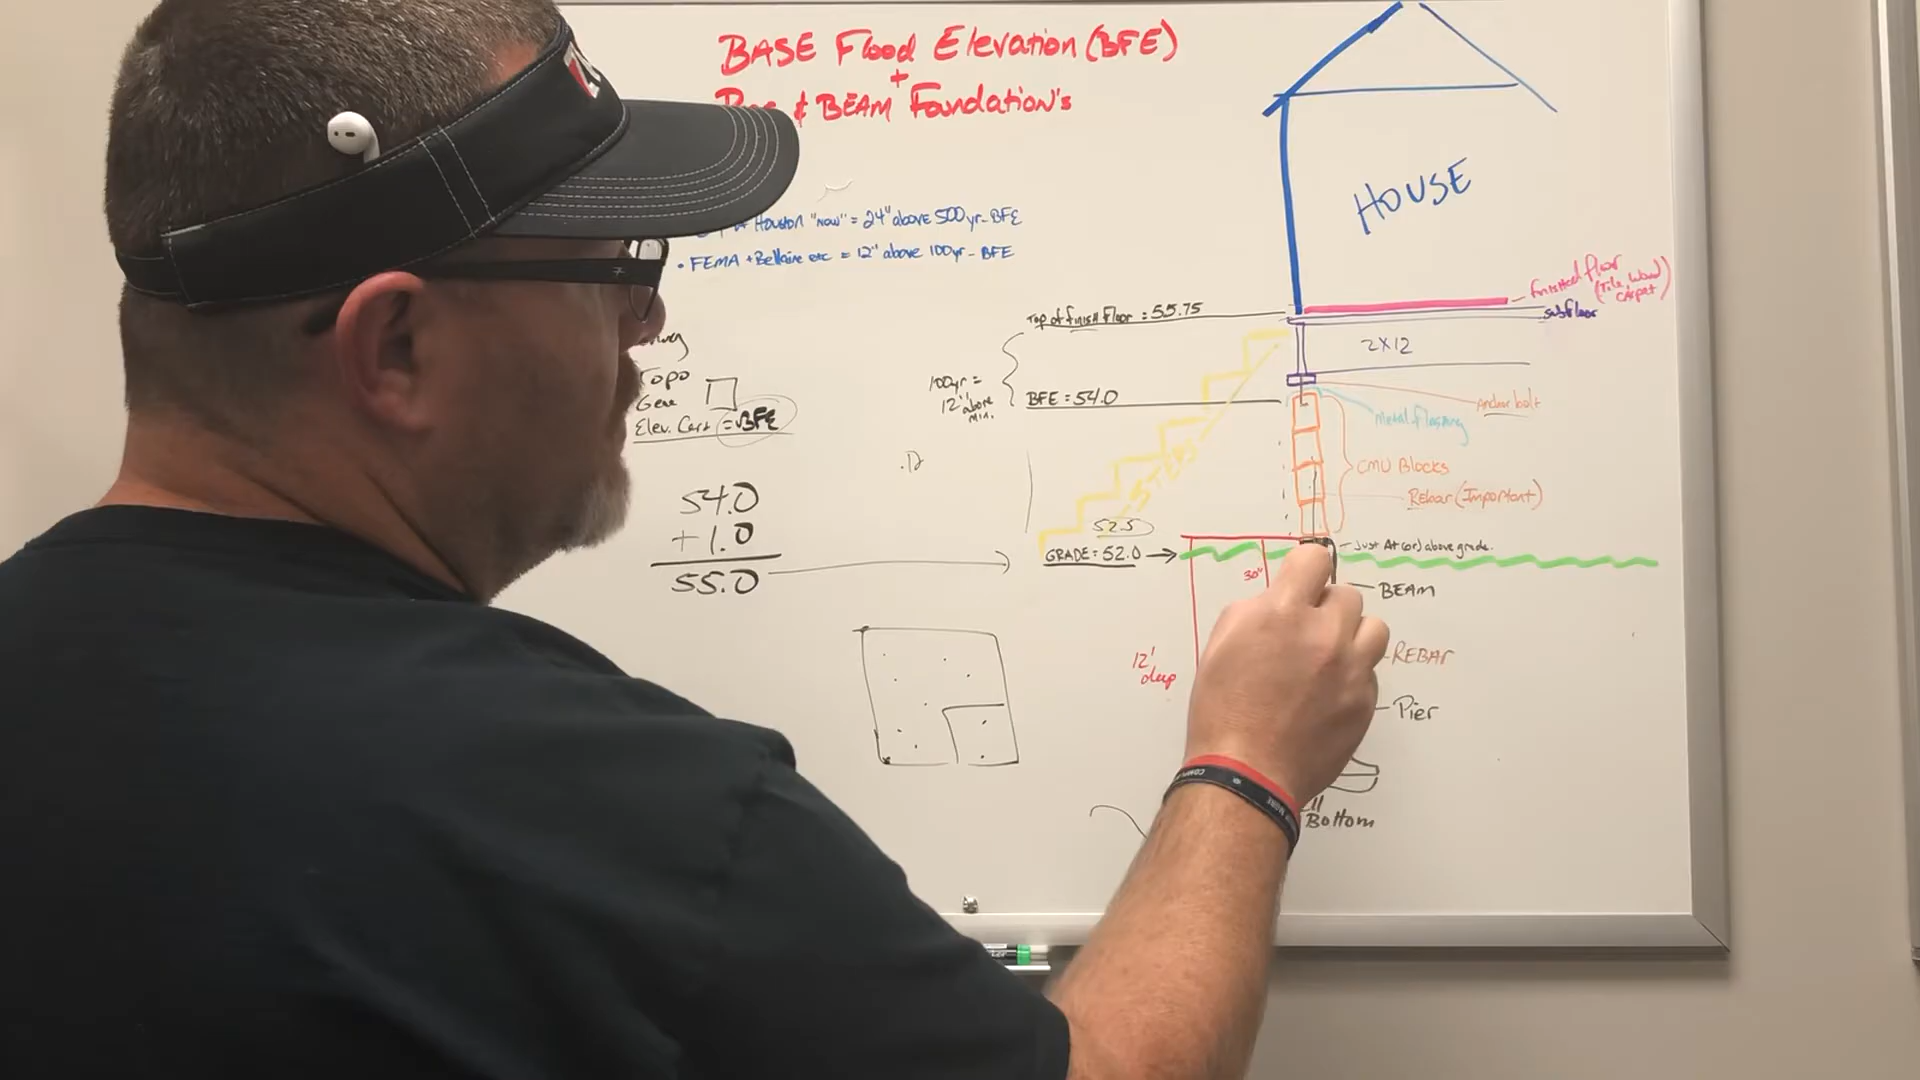 BASE Flood Elevation (BFE)
+
& BEAM Foundation's
Houston "now" = 24" above 500yr-BFE
• FEMA + Bellaire etc = 12" above 100yr-BFE
HOUSE
finished floor
(Tile, Wood,
Carpet)
subfloor
Top of finish floor = 55.75
2X12
100yr =
12" above
min.
BFE = 54.0
Anchor bolt
Metal flashing
CMU Blocks
Rebar (Important)
STEPS
Topo
Elev. Cert = BFE
.12
54.0
+ 1.0
55.0
52.5
GRADE = 52.0
Just At (or) above grade.
30"
BEAM
12'
deep
REBAR
Pier
Bottom